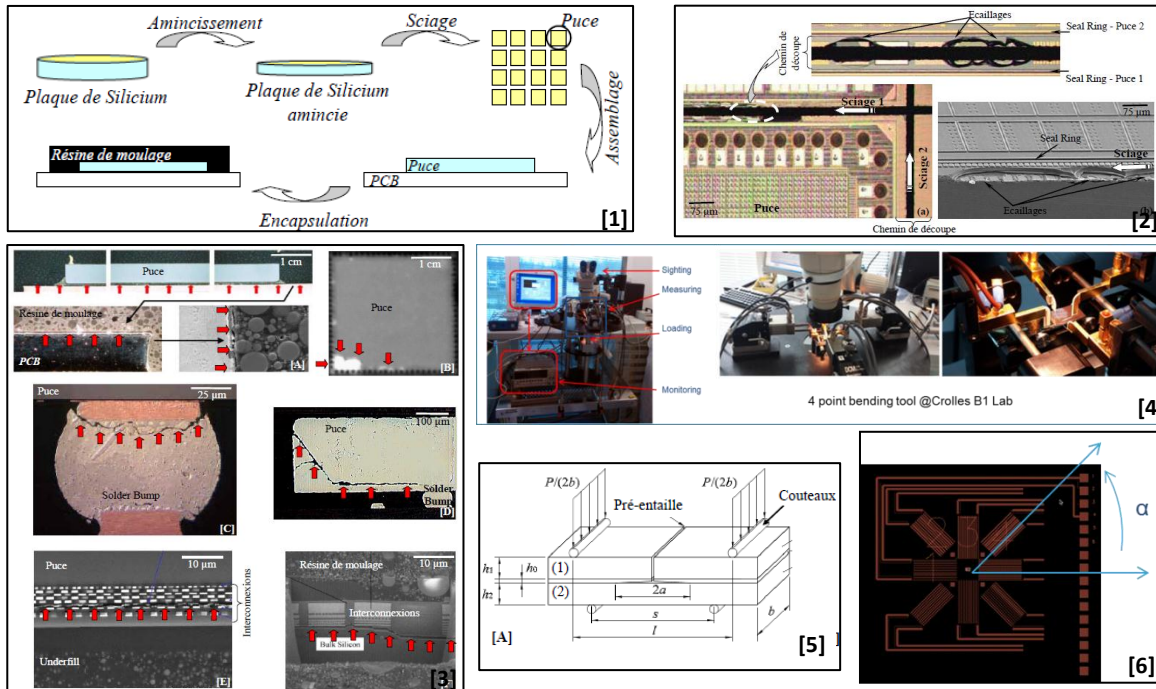 Amincissement
Sciage
Puce
Plaque de Silicium
Plaque de Silicium
amincie
Assemblage
Résine de moulage
Puce
PCB
Encapsulation
[1]
Ecaillages
Chemin de
découpe
Seal Ring - Puce 2
Seal Ring - Puce 1
Sciage 1
Sciage 2
75 µm
Puce
(a)
Chemin de découpe
75 µm
Seal Ring
Sciage
Ecaillages
(b)
[2]
Puce
1 cm
Résine de moulage
PCB
[A]
1 cm
Puce
[B]
Puce
25 µm
Solder Bump
[C]
100 µm
Puce
Solder
Bump
[D]
Puce
10 µm
Interconnexions
Underfill
[E]
Résine de moulage
10 µm
Interconnexions
Bulk Silicon
[3]
Sighting
Measuring
Loading
Monitoring
4 point bending tool @Crolles B1 Lab
[4]
P/(2b)
P/(2b)
Couteaux
Pré-entaille
h1
h0
(1)
h2
(2)
2a
s
l
b
[A]
[5]
α
[6]